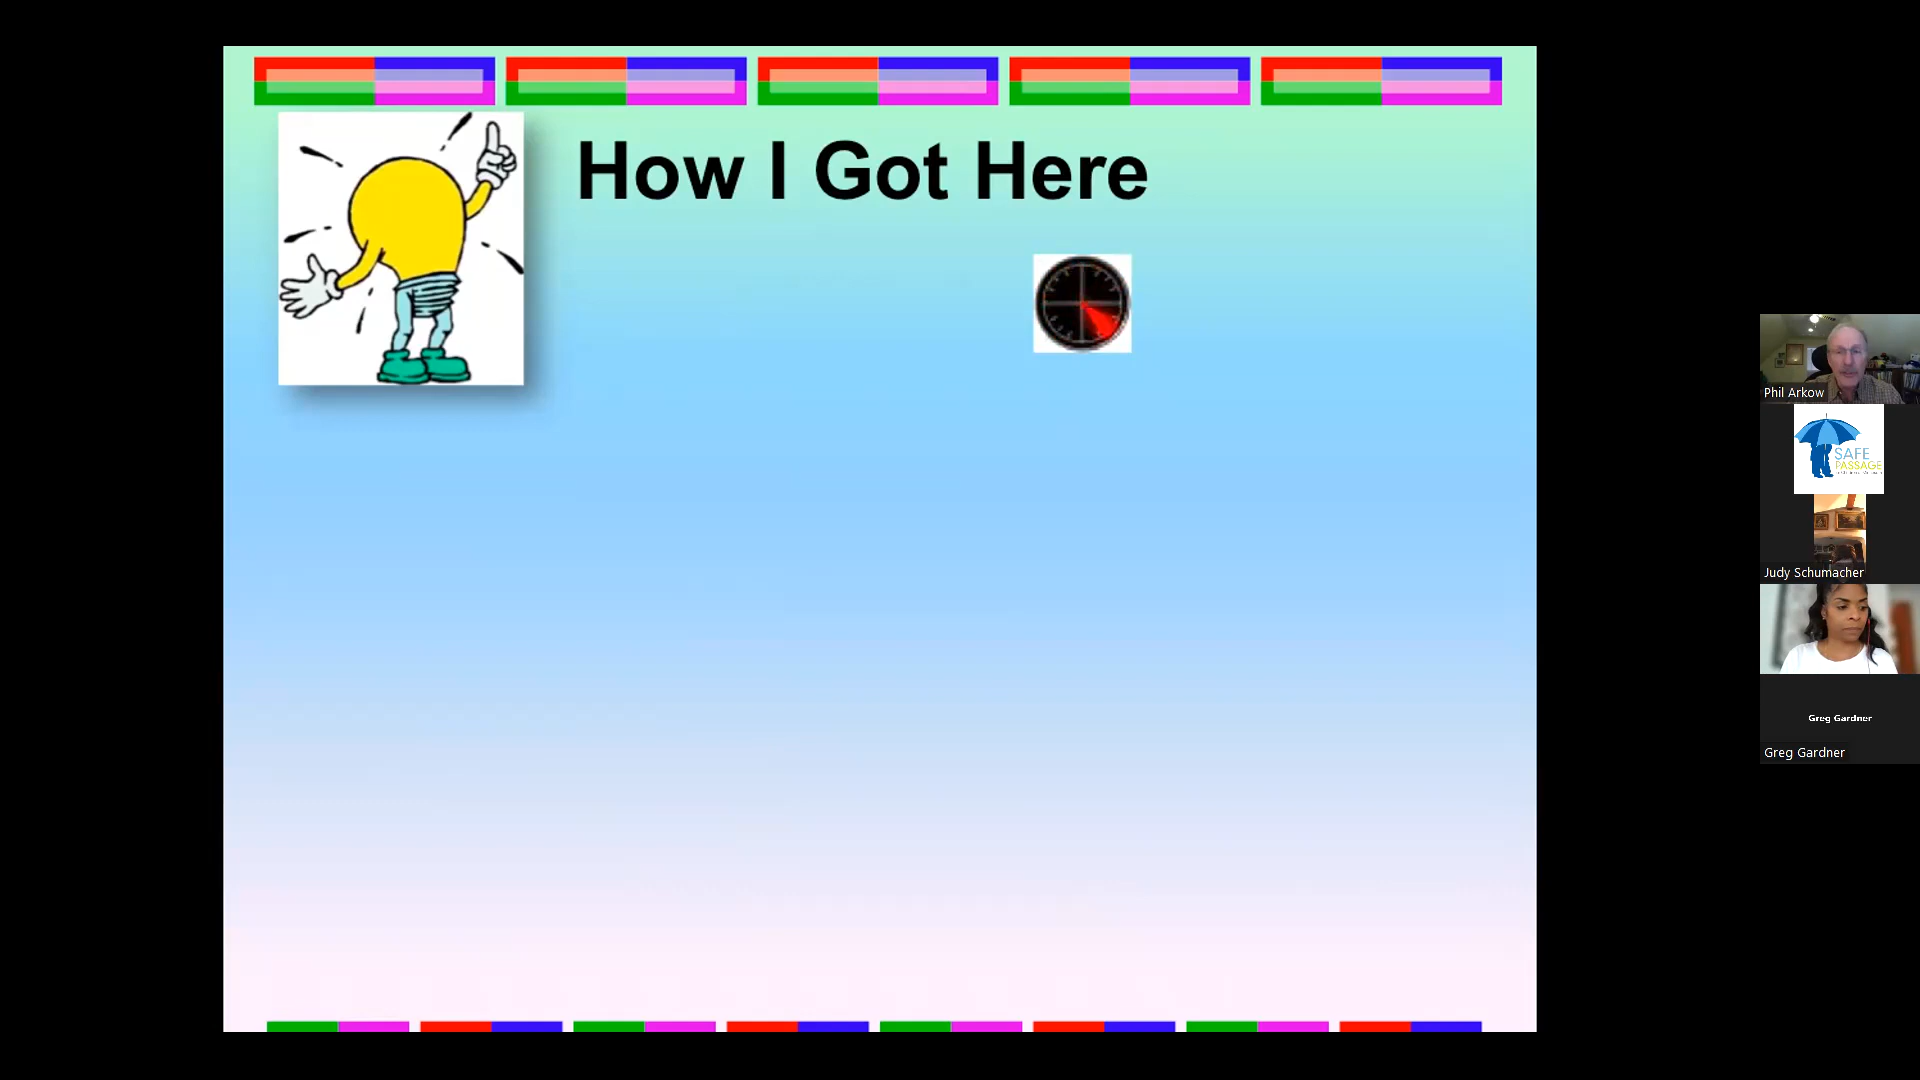 How I Got Here
Phil Arkow
SAFE
PASSAGE
Judy Schumacher
Greg Gardner
Greg Gardner